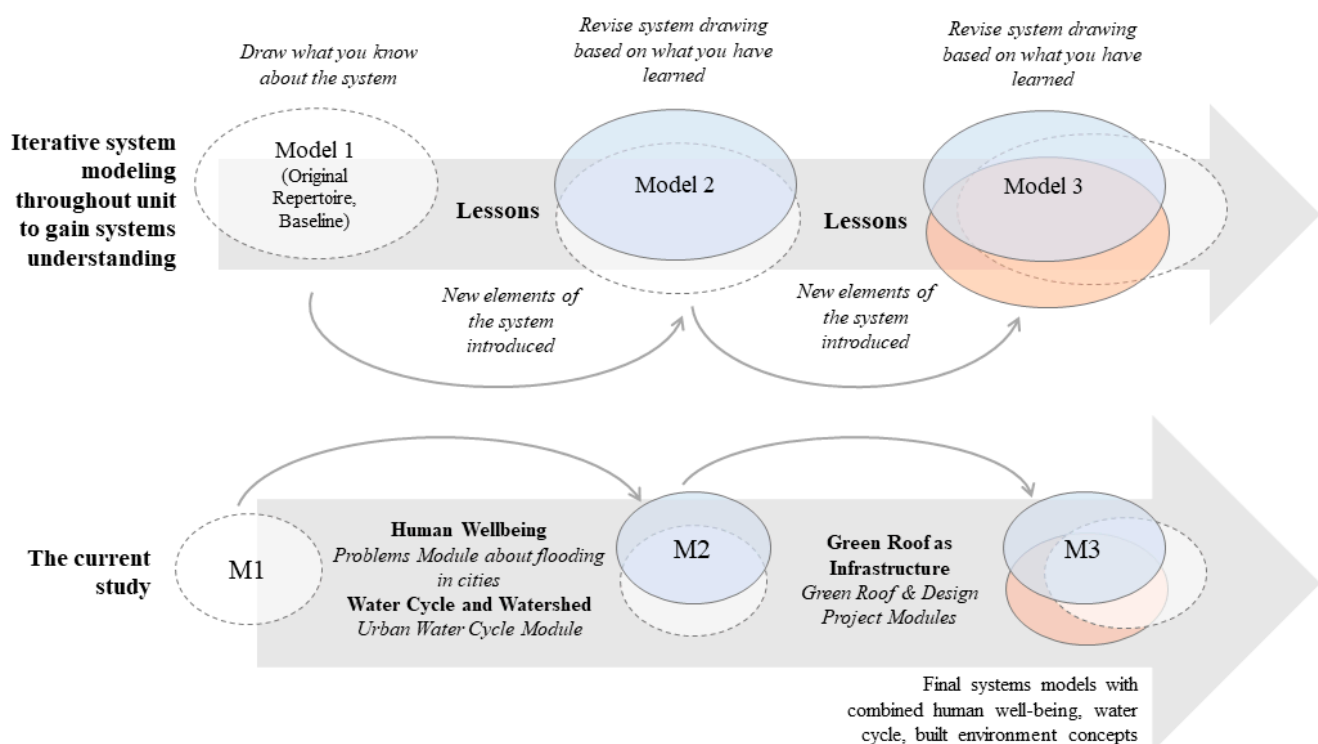 Draw what you know
about the system
Revise system drawing
based on what you have
learned
Revise system drawing
based on what you have
learned
Iterative system
modeling
throughout unit
to gain systems
understanding
Model 1
(Original
Repertoire,
Baseline)
Lessons
Model 2
Lessons
Model 3
New elements of
the system
introduced
New elements of
the system
introduced
The current
study
M1
Human Wellbeing
Problems Module about flooding
in cities
Water Cycle and Watershed
Urban Water Cycle Module
M2
Green Roof as
Infrastructure
Green Roof & Design
Project Modules
M3
Final systems models with
combined human well-being, water
cycle, built environment concepts